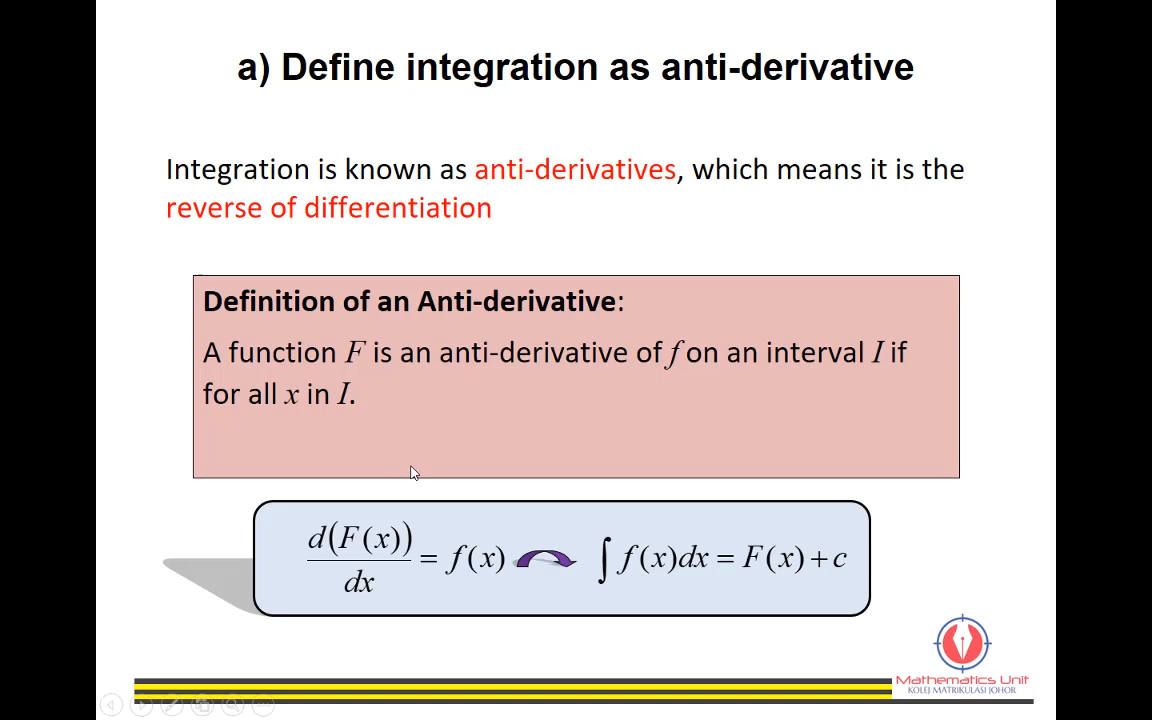 a) Define integration as anti-derivative
Integration is known as anti-derivatives, which means it is the
reverse of differentiation
Definition of an Anti-derivative:
A function F is an anti-derivative of f on an interval I if
for all x in I.
d(F(x))/dx = f(x) ∫ f(x)dx = F(x) + c
Mathematics Unit
KOLEJ MATRIKULASI JOHOR